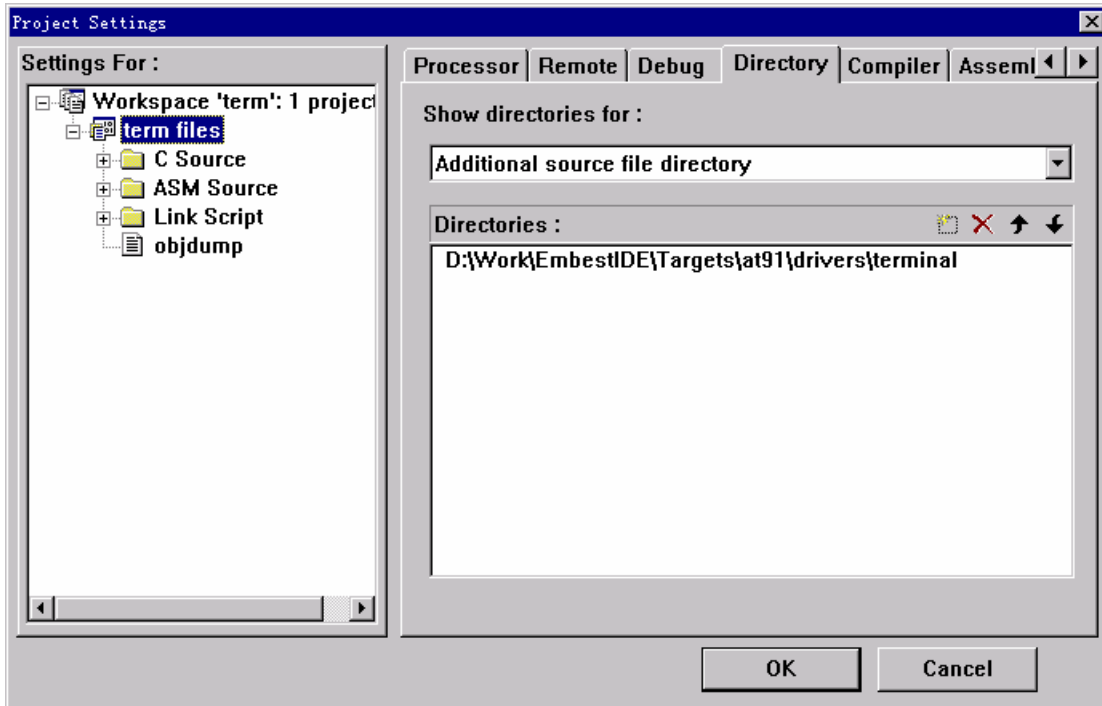 Project Settings
Settings For :
Workspace 'term': 1 project
term files
C Source
ASM Source
Link Script
objdump
Processor Remote Debug Directory Compiler Asseml
Show directories for :
Additional source file directory
Directories :
D:\Work\EmbestIDE\Targets\at91\drivers\terminal
OK Cancel